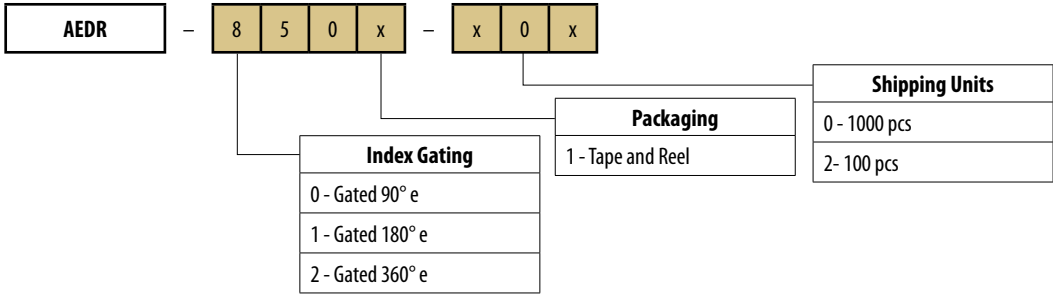 AEDR – 8 5 0 x – x 0 x
Shipping Units
0 - 1000 pcs
2- 100 pcs
Packaging
1 - Tape and Reel
Index Gating
0 - Gated 90° e
1 - Gated 180° e
2 - Gated 360° e